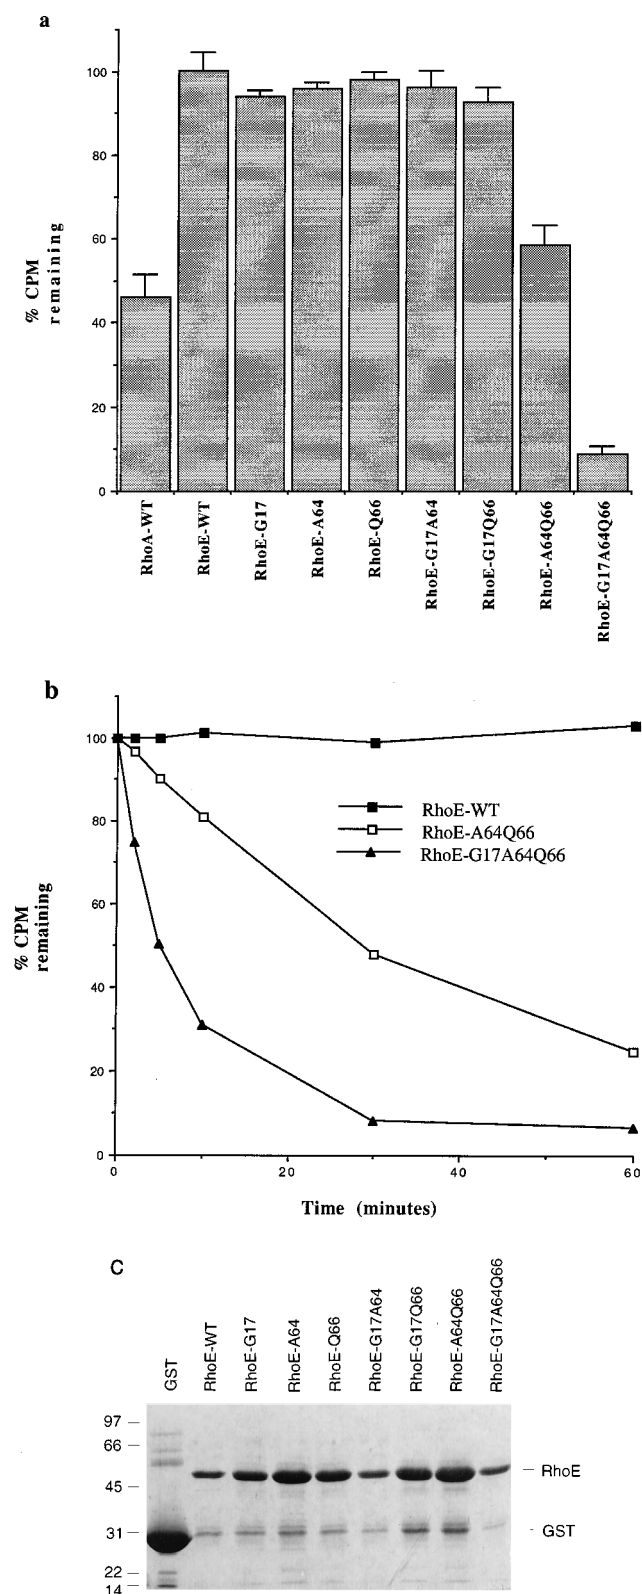 a
100
80
60
40
20
0
% CPM
remaining
RhoA-WT
RhoE-WT
RhoE-G17
RhoE-A64
RhoE-Q66
RhoE-G17A64
RhoE-G17Q66
RhoE-A64Q66
RhoE-G17A64Q66
b
100
80
60
40
20
0
% CPM
remaining
RhoE-WT
RhoE-A64Q66
RhoE-G17A64Q66
0
20
40
60
Time (minutes)
C
GST
RhoE-WT
RhoE-G17
RhoE-A64
RhoE-Q66
RhoE-G17A64
RhoE-G17Q66
RhoE-A64Q66
RhoE-G17A64Q66
97
66
45
31
22
14
RhoE
GST